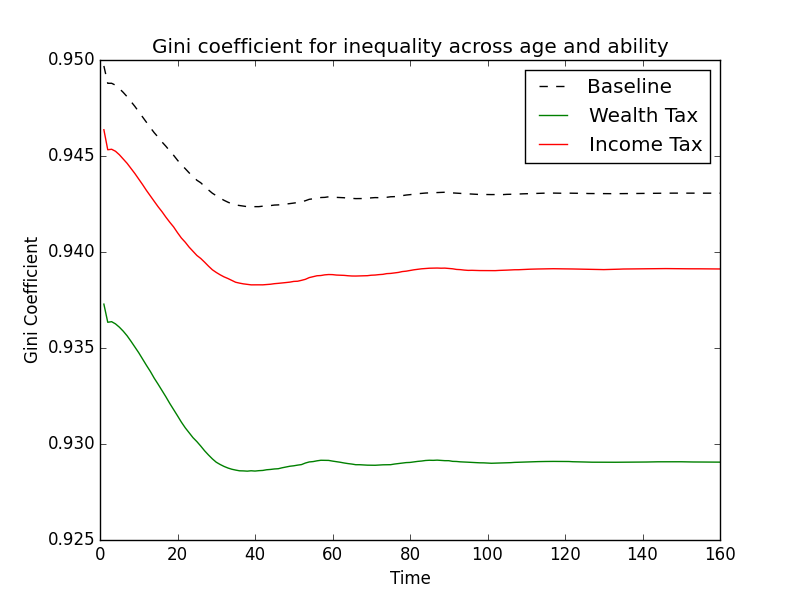 Gini coefficient for inequality across age and ability
0.950
0.945
0.940
0.935
0.930
0.925
Gini Coefficient
Baseline
Wealth Tax
Income Tax
0 20 40 60 80 100 120 140 160
Time